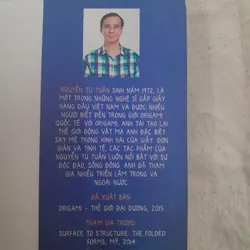 NGUYỄN TÚ TUẤN SINH NĂM 1972, LÀ
MỘT TRONG NHỮNG NGHỆ SĨ GẤP GIẤY
HÀNG ĐẦU VIỆT NAM VÀ ĐƯỢC NHIỀU
NGƯỜI BIẾT ĐẾN TRONG GIỚI ORIGAMI
QUỐC TẾ. VỚI ORIGAMI, ANH TÁI TẠO LẠI
THẾ GIỚI ĐỘNG VẬT MÀ ANH ĐẶC BIỆT
SAY MÊ TRONG HÌNH HÀI CỦA GIẤY ĐƠN
GIẢN VÀ TINH TẾ. CÁC TÁC PHẨM CỦA
NGUYỄN TÚ TUẤN LUÔN NỔI BẬT VỚI SỰ
ĐỘC ĐÁO, SỐNG ĐỘNG. ANH ĐÃ THAM
GIA NHIỀU TRIỂN LÃM TRONG VÀ
NGOÀI NƯỚC.
ĐÃ XUẤT BẢN:
ORIGAMI - THẾ GIỚI ĐẠI DƯƠNG, 2015
THAM GIA TRONG:
SURFACE TO STRUCTURE: THE FOLDED
FORMS, MỸ, 2014